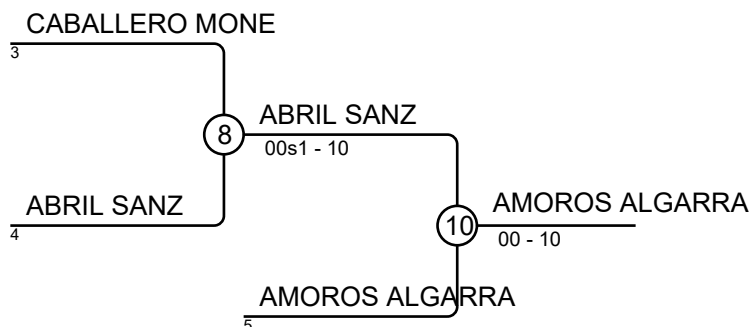 CABALLERO MONE
3
8
ABRIL SANZ
00s1 - 10
ABRIL SANZ
4
10
AMOROS ALGARRA
00 - 10
AMOROS ALGARRA
5